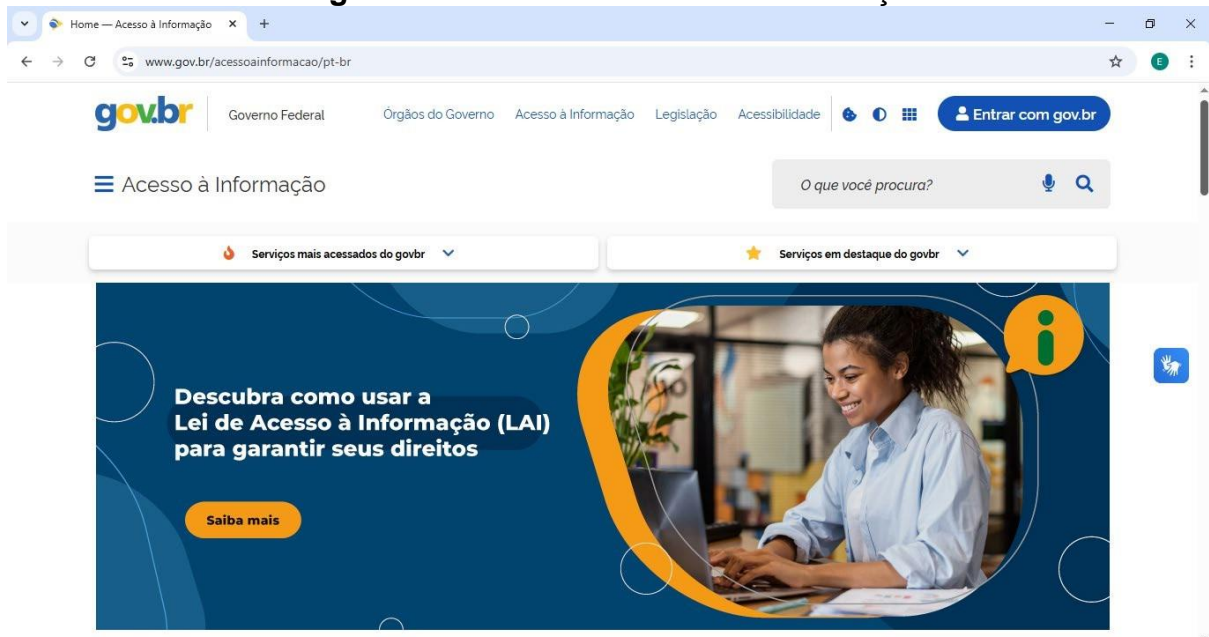 Home — Acesso à Informação
www.gov.br/acessoainformacao/pt-br
E
gov.br
Governo Federal
Órgãos do Governo Acesso à Informação Legislação Acessibilidade
Entrar com gov.br
Acesso à Informação
O que você procura?
Serviços mais acessados do govbr
Serviços em destaque do govbr
Descubra como usar a
Lei de Acesso à Informação (LAI)
para garantir seus direitos
Saiba mais
i